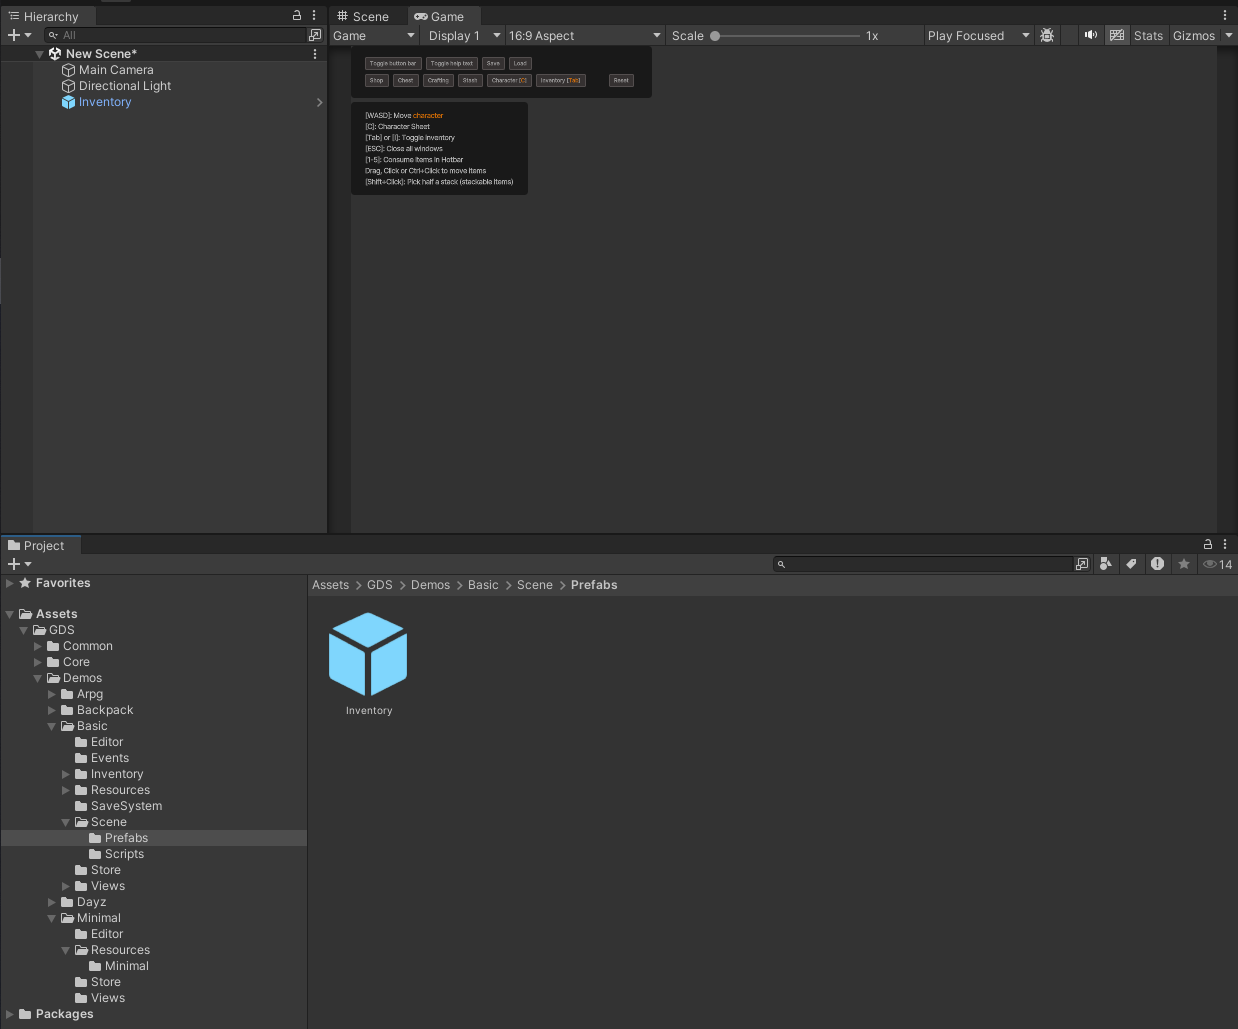 Hierarchy
All
New Scene*
Main Camera
Directional Light
Inventory
Scene
Game
Game
Display 1
16:9 Aspect
Scale
1x
Play Focused
Stats
Gizmos
Toggle button bar
Toggle help text
Save
Load
Shop
Chest
Crafting
Stash
Character [C]
Inventory [Tab]
Reset
[WASD]: Move character
[C]: Character Sheet
[Tab] or [I]: Toggle Inventory
[ESC]: Close all windows
[1-5]: Consume items in Hotbar
Drag, Click or Ctrl+Click to move items
[Shift+Click]: Pick half a stack (stackable items)
Project
14
Favorites
Assets
GDS
Common
Core
Demos
Arpg
Backpack
Basic
Editor
Events
Inventory
Resources
SaveSystem
Scene
Prefabs
Scripts
Store
Views
Dayz
Minimal
Editor
Resources
Minimal
Store
Views
Packages
Assets > GDS > Demos > Basic > Scene > Prefabs
Inventory